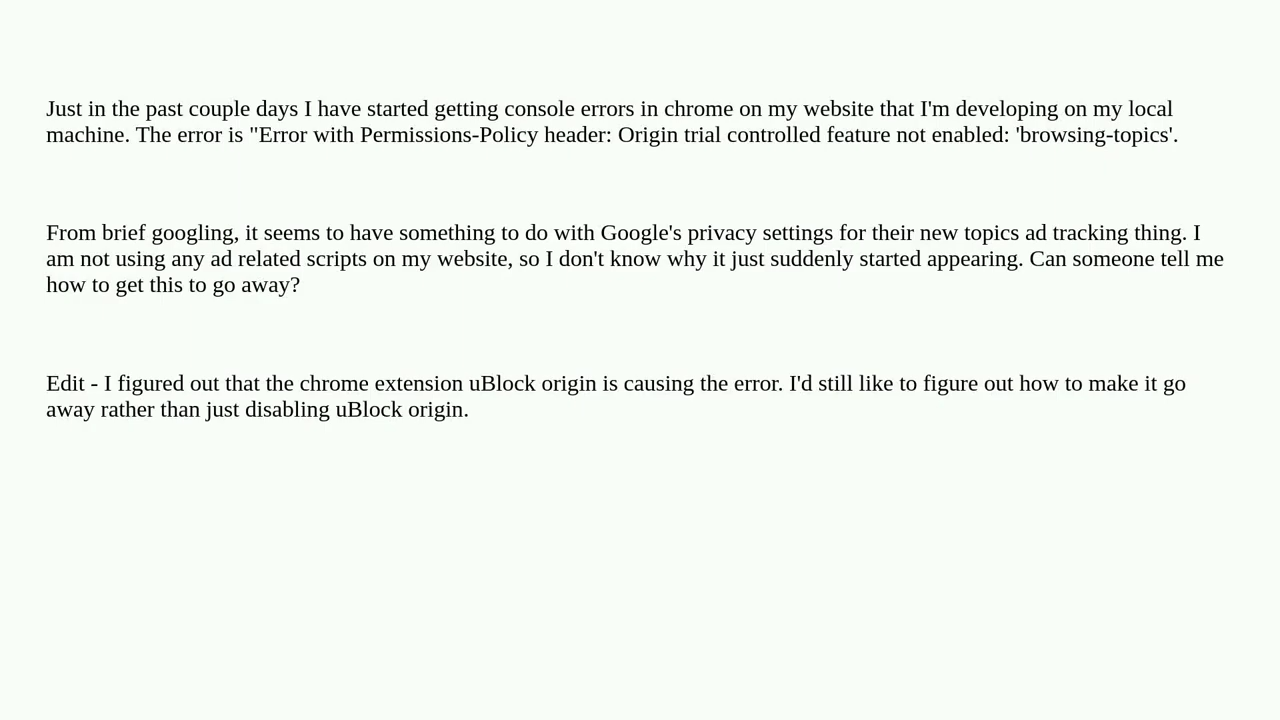 Just in the past couple days I have started getting console errors in chrome on my website that I'm developing on my local
machine. The error is "Error with Permissions-Policy header: Origin trial controlled feature not enabled: 'browsing-topics'.
From brief googling, it seems to have something to do with Google's privacy settings for their new topics ad tracking thing. I
am not using any ad related scripts on my website, so I don't know why it just suddenly started appearing. Can someone tell me
how to get this to go away?
Edit - I figured out that the chrome extension uBlock origin is causing the error. I'd still like to figure out how to make it go
away rather than just disabling uBlock origin.